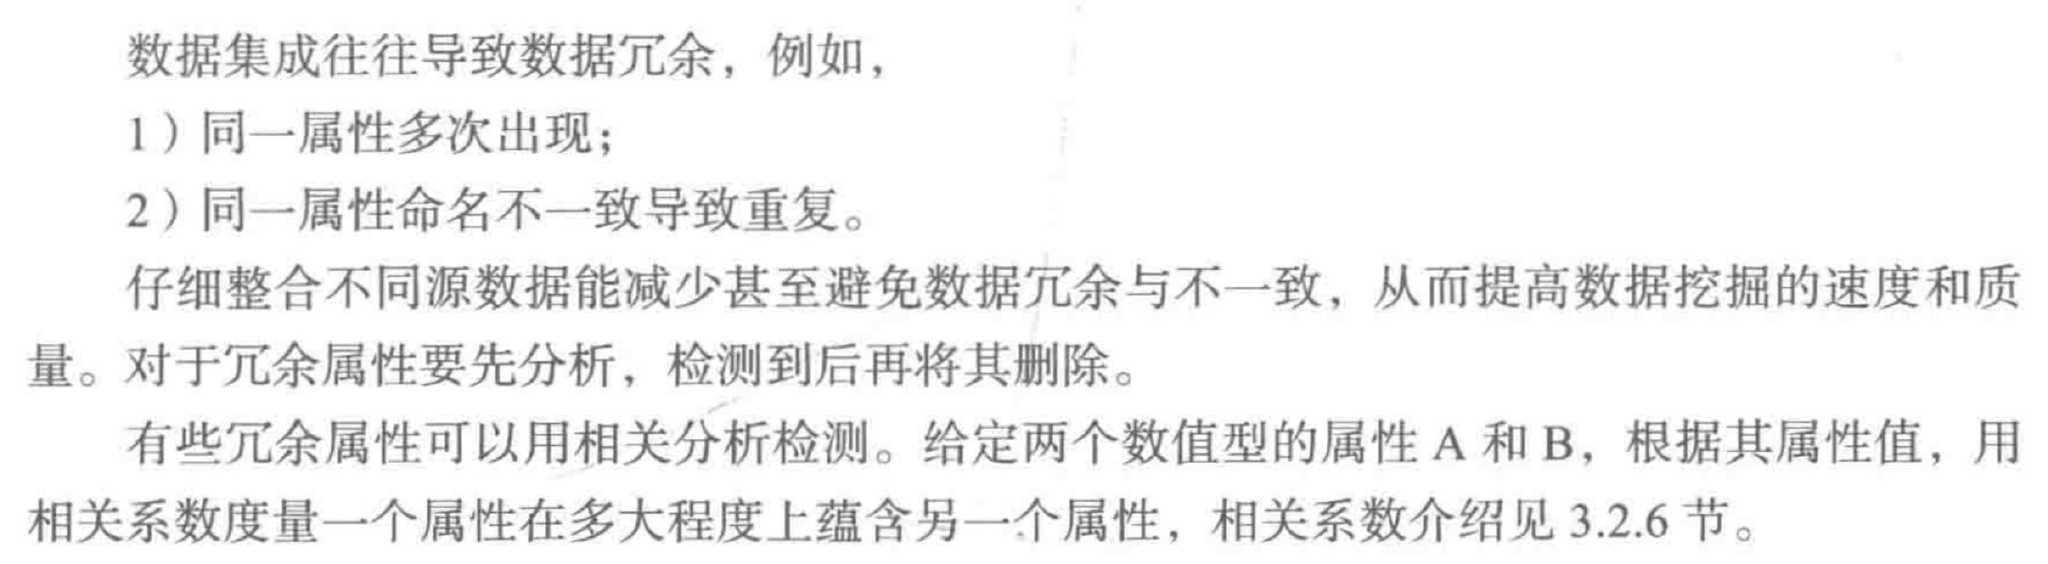 数据集成往往导致数据冗余，例如，
1）同一属性多次出现；
2）同一属性命名不一致导致重复。
仔细整合不同源数据能减少甚至避免数据冗余与不一致，从而提高数据挖掘的速度和质
量。对于冗余属性要先分析，检测到后再将其删除。
有些冗余属性可以用相关分析检测。给定两个数值型的属性 A 和 B，根据其属性值，用
相关系数度量一个属性在多大程度上蕴含另一个属性，相关系数介绍见 3.2.6 节。